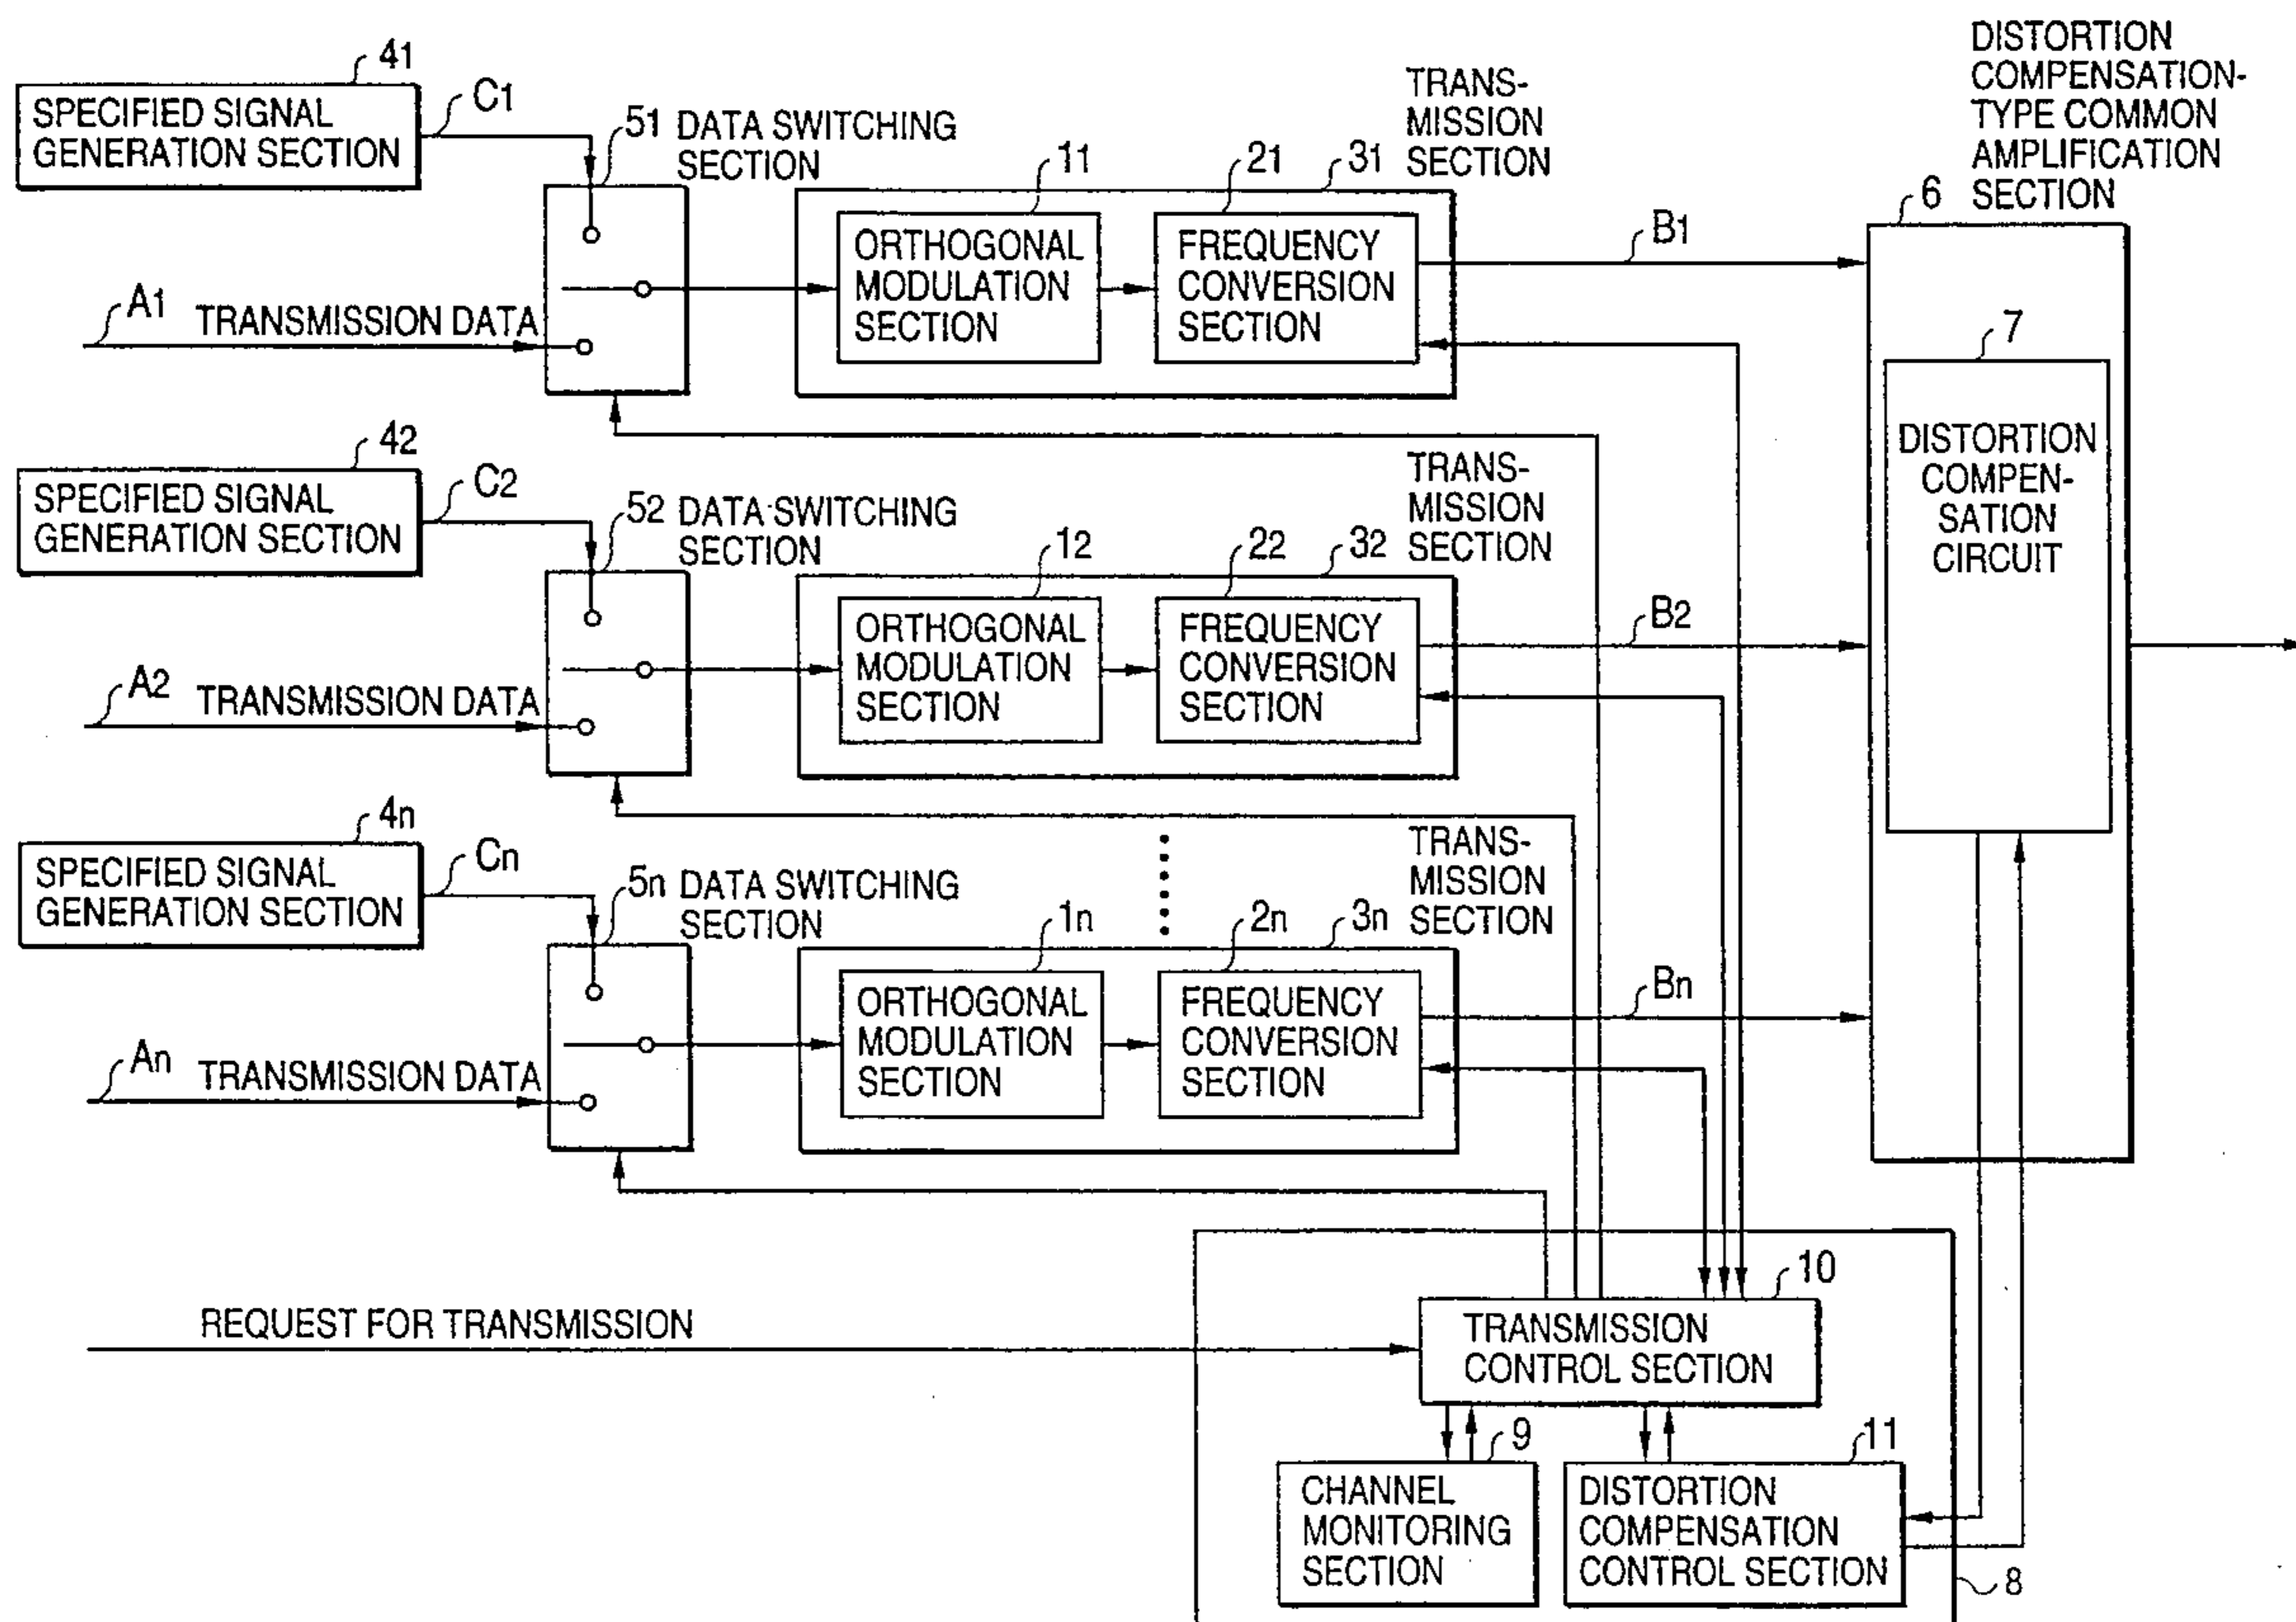 DISTORTION
COMPENSATION-
TYPE COMMON
AMPLIFICATION
SECTION
6
41
SPECIFIED SIGNAL
GENERATION SECTION
C1
51
DATA SWITCHING
SECTION
TRANS-
MISSION
SECTION
11
21
31
ORTHOGONAL
MODULATION
SECTION
FREQUENCY
CONVERSION
SECTION
B1
A1
TRANSMISSION DATA
7
DISTORTION
COMPEN-
SATION
CIRCUIT
42
SPECIFIED SIGNAL
GENERATION SECTION
C2
52
DATA SWITCHING
SECTION
TRANS-
MISSION
SECTION
12
22
32
ORTHOGONAL
MODULATION
SECTION
FREQUENCY
CONVERSION
SECTION
B2
A2
TRANSMISSION DATA
4n
SPECIFIED SIGNAL
GENERATION SECTION
Cn
5n
DATA SWITCHING
SECTION
TRANS-
MISSION
SECTION
1n
2n
3n
ORTHOGONAL
MODULATION
SECTION
FREQUENCY
CONVERSION
SECTION
Bn
An
TRANSMISSION DATA
REQUEST FOR TRANSMISSION
10
TRANSMISSION
CONTROL SECTION
9
CHANNEL
MONITORING
SECTION
11
DISTORTION
COMPENSATION
CONTROL SECTION
8